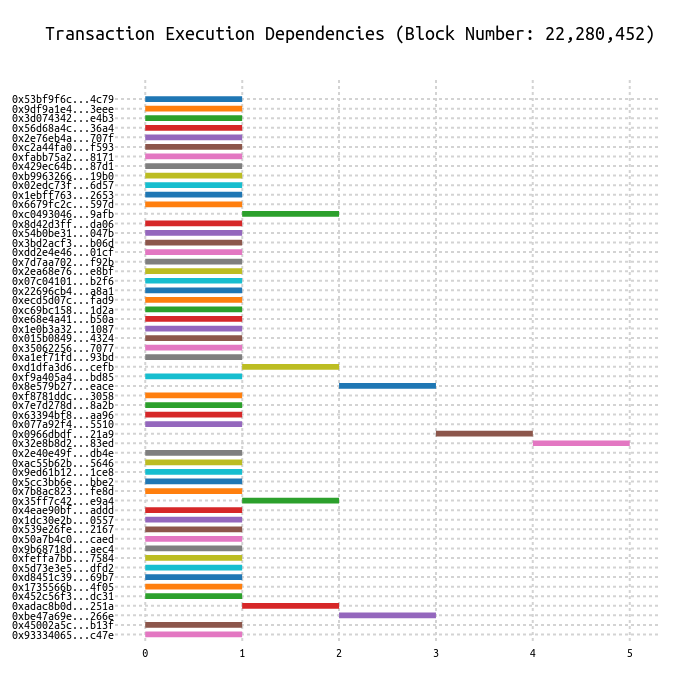 Transaction Execution Dependencies (Block Number: 22,280,452)
0x53bf9f6c...4c79
0x9df9a1e4...3eee
0x3d074342...e4b3
0x56d68a4c...36a4
0x2e76eb4a...707f
0xc2a44fa0...f593
0xfabb75a2...8171
0x429ec64b...87d1
0xb9963266...19b0
0x02edc73f...6d57
0x1ebff763...2653
0x6679fc2c...597d
0xc0493046...9afb
0x8d42d3ff...da06
0x54b0be31...047b
0x3bd2acf3...b06d
0xdd2e4e46...01cf
0x7d7aa702...f92b
0x2ea68e76...e8bf
0x07c04101...b2f6
0x22696cb4...a8a1
0xecd5d07c...fad9
0xc69bc158...1d2a
0xe68e4a41...b50a
0x1e0b3a32...1087
0x015b0849...4324
0x35062256...7077
0xa1ef71fd...93bd
0xd1dfa3d6...cefb
0xf9a405a4...bd85
0x8e579b27...eace
0xf8781ddc...3058
0x7e7d278d...8a2b
0x63394bf8...aa96
0x077a92f4...5510
0x0966dbdf...21a9
0x32e8b8d2...83ed
0x2e40e49f...db4e
0xac55b62b...5646
0x9ed61b12...1ce8
0x5cc3bb6e...bbe2
0x7b8ac823...fe8d
0x35ff7c42...e9a4
0x4eae90bf...addd
0x1dc30e2b...0557
0x539e26fe...2167
0x50a7b4c0...caed
0x9b68718d...aec4
0xfeffa7bb...7584
0x5d73e3e5...dfd2
0xd8451c39...69b7
0x1735566b...4f05
0x452c56f3...dc31
0xadac8b0d...251a
0xbe47a69e...266e
0x45002a5c...b13f
0x93334065...c47e
0 1 2 3 4 5